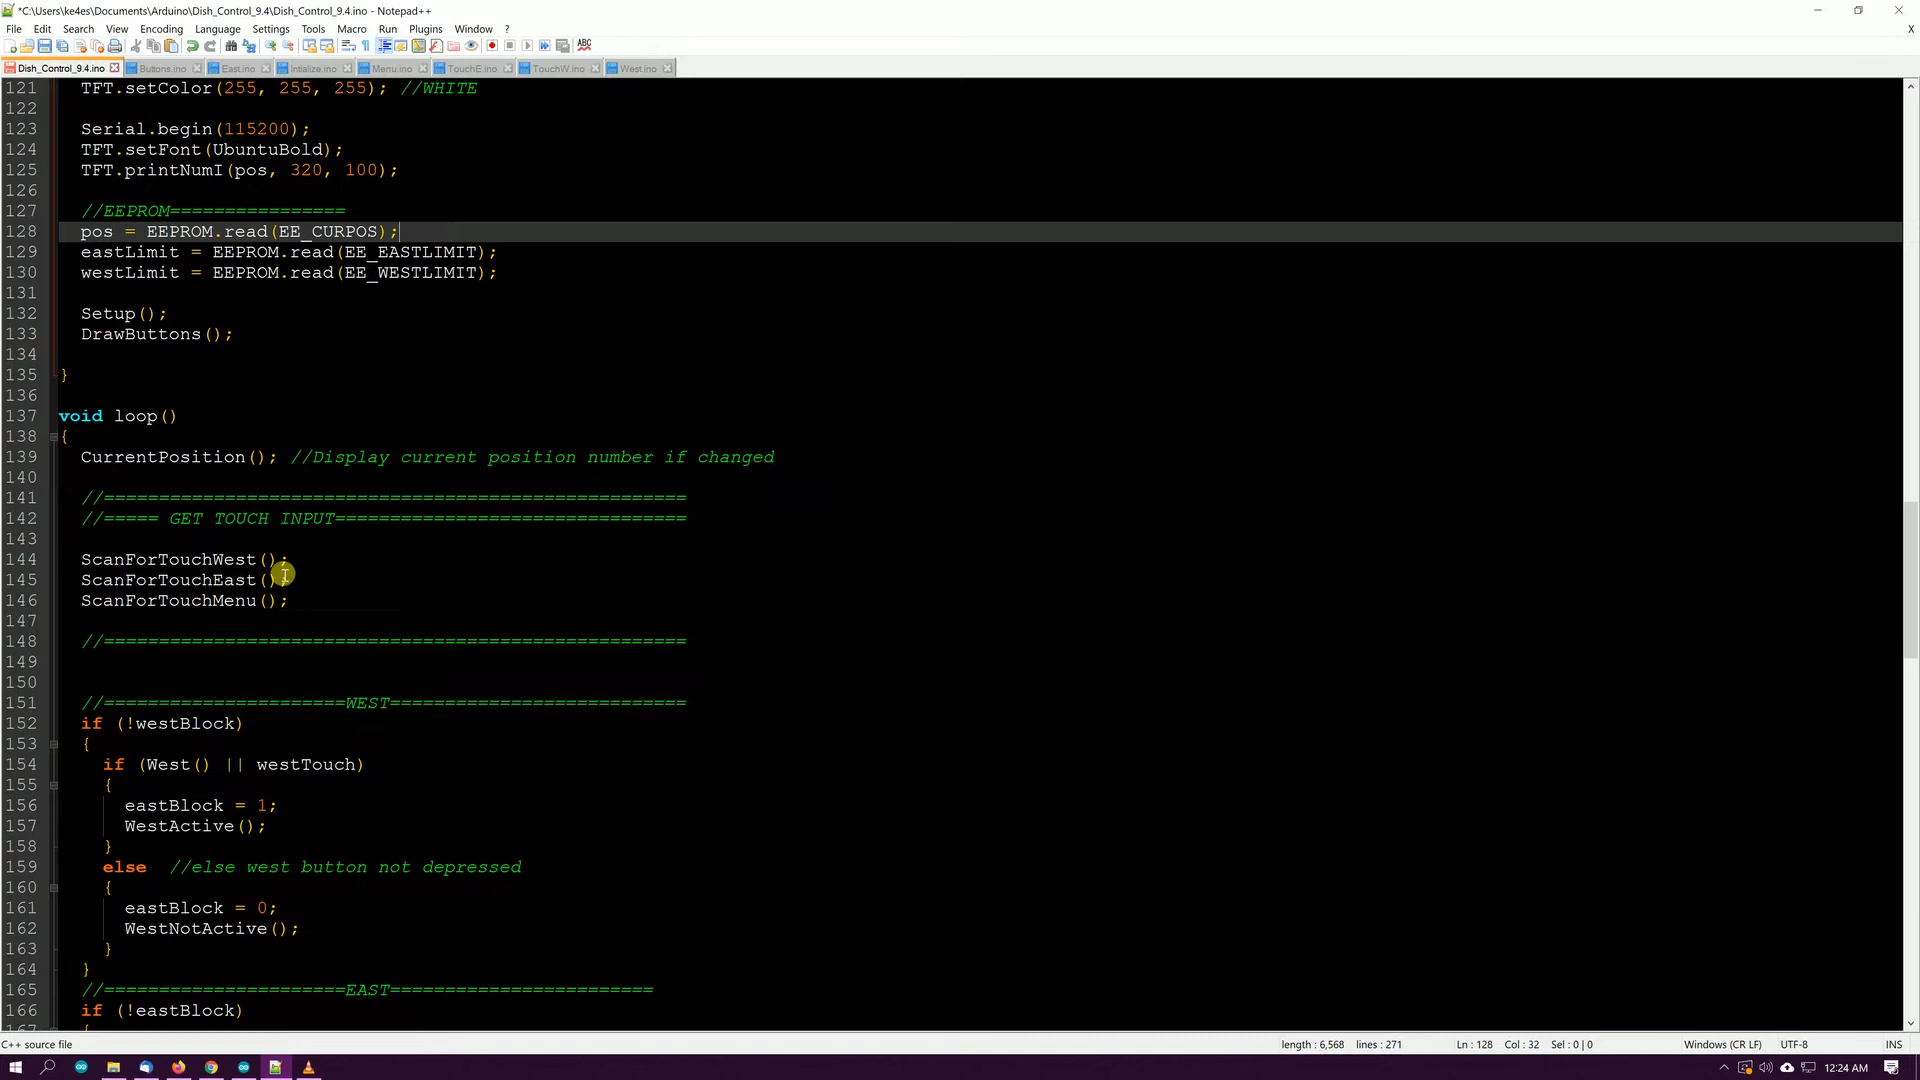 *C:\Users\ke4es\Documents\Arduino\Dish_Control_9.4\Dish_Control_9.4.ino - Notepad++
File Edit Search View Encoding Language Settings Tools Macro Run Plugins Window ? X
Dish_Control_9.4.ino Buttons.ino East.ino Intialize.ino Menu.ino TouchE.ino TouchW.ino West.ino
121 TFT.setColor(255, 255, 255); //WHITE
122
123 Serial.begin(115200);
124 TFT.setFont(UbuntuBold);
125 TFT.printNumI(pos, 320, 100);
126
127 //EEPROM================
128 pos = EEPROM.read(EE_CURPOS);
129 eastLimit = EEPROM.read(EE_EASTLIMIT);
130 westLimit = EEPROM.read(EE_WESTLIMIT);
131
132 Setup();
133 DrawButtons();
134
135 }
136
137 void loop()
138 {
139 CurrentPosition(); //Display current position number if changed
140
141 //=====================================================
142 //===== GET TOUCH INPUT================================
143
144 ScanForTouchWest();
145 ScanForTouchEast();
146 ScanForTouchMenu();
147
148 //=====================================================
149
150
151 //======================WEST===========================
152 if (!westBlock)
153 {
154 if (West() || westTouch)
155 {
156 eastBlock = 1;
157 WestActive();
158 }
159 else //else west button not depressed
160 {
161 eastBlock = 0;
162 WestNotActive();
163 }
164 }
165 //======================EAST========================
166 if (!eastBlock)
167 {
C++ source file length : 6,568 lines : 271 Ln : 128 Col : 32 Sel : 0 | 0 Windows (CR LF) UTF-8 INS
12:24 AM